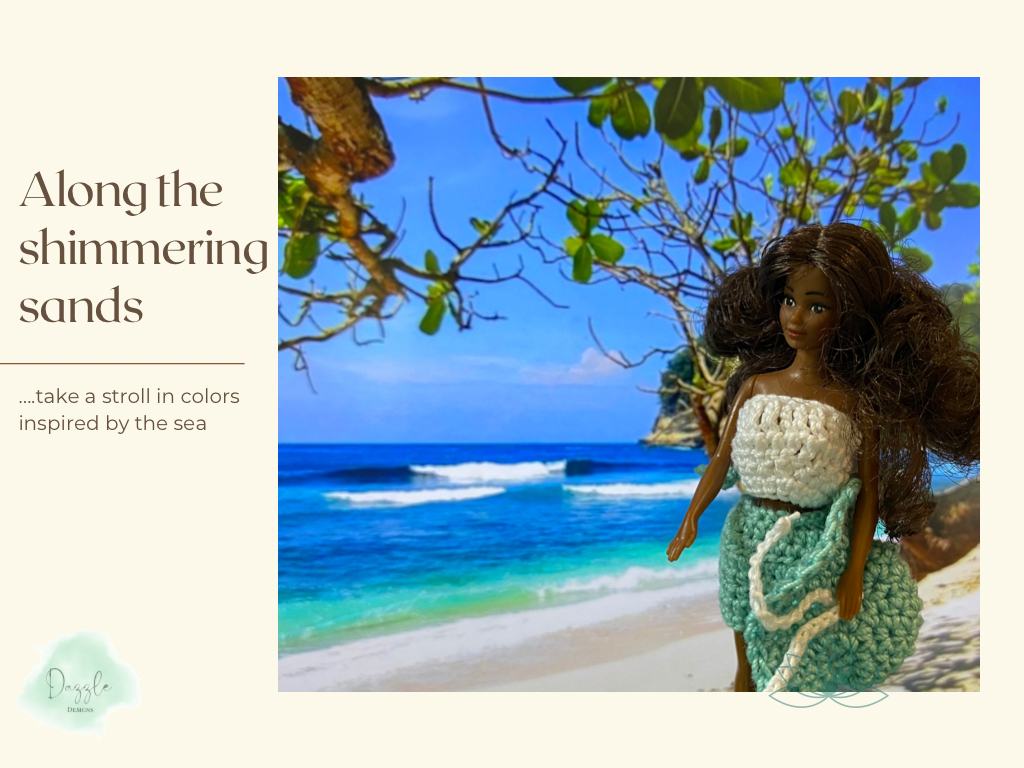 Along the
shimmering
sands
....take a stroll in colors
inspired by the sea
Dazzle
DESIGNS